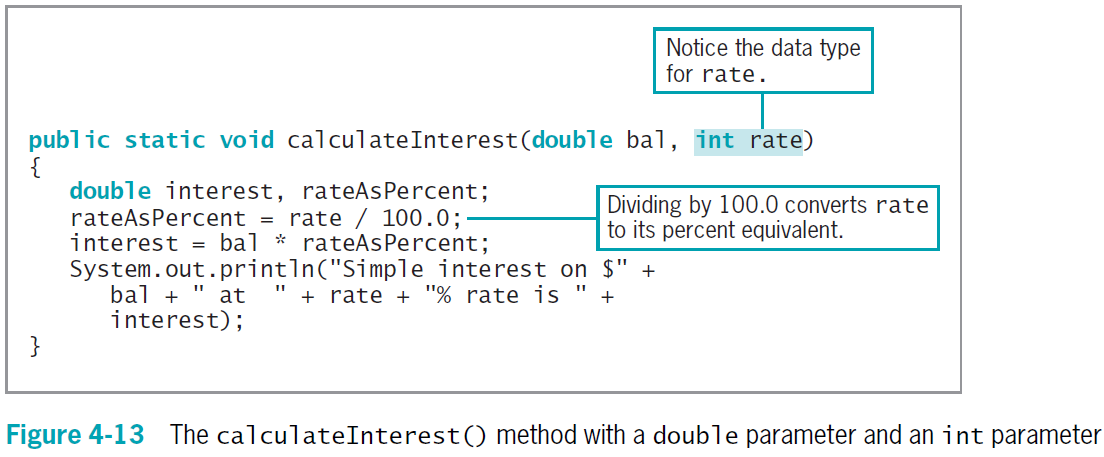 Notice the data type
for rate.
public static void calculateInterest(double bal, int rate)
{
double interest, rateAsPercent;
rateAsPercent = rate / 100.0;
Dividing by 100.0 converts rate
to its percent equivalent.
interest = bal * rateAsPercent;
System.out.println("Simple interest on $" +
bal + " at  " + rate + "% rate is " +
interest);
}
Figure 4-13 The calculateInterest() method with a double parameter and an int parameter